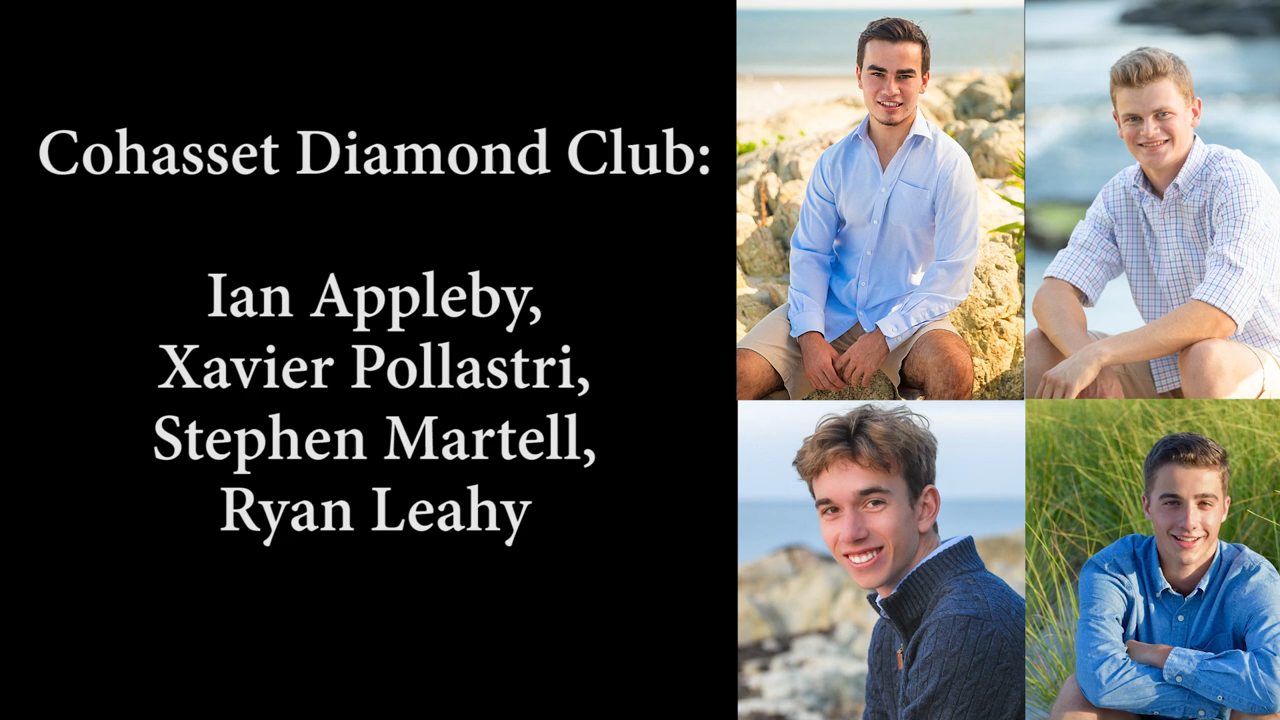 Cohasset Diamond Club:
Ian Appleby,
Xavier Pollastri,
Stephen Martell,
Ryan Leahy